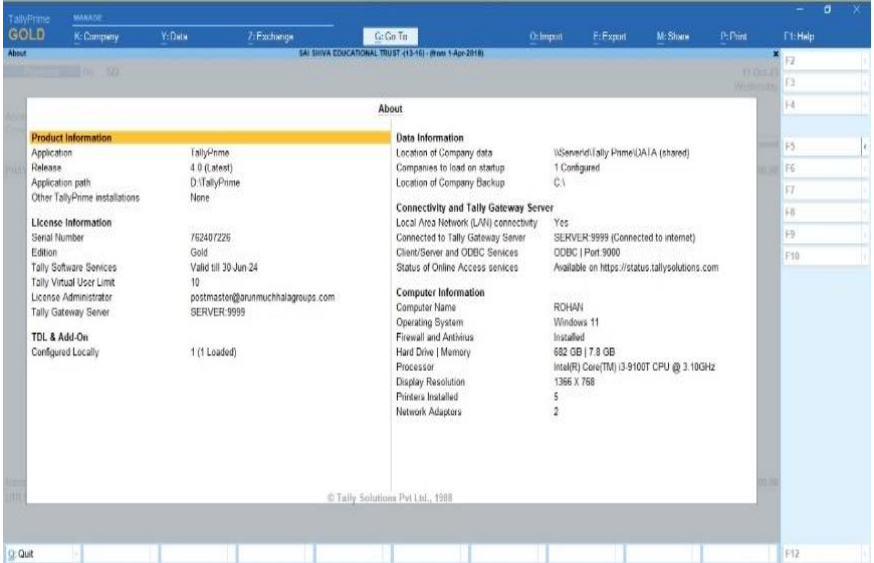 TallyPrime MANAGE
GOLD K: Company Y: Data Z: Exchange G: Go To O: Import E: Export M: Share P: Print F1: Help
About SAI SHIVA EDUCATIONAL TRUST -(13-16) - (from 1-Apr-2018) x
F2
F3
F4
F5
F6
F7
F8
F9
F10
About
Product Information
Application TallyPrime
Release 4.0 (Latest)
Application path D:\TallyPrime
Other TallyPrime installations None
License Information
Serial Number 762407226
Edition Gold
Tally Software Services Valid till 30-Jun-24
Tally Virtual User Limit 10
License Administrator postmaster@arunmuchhalagroups.com
Tally Gateway Server SERVER:9999
TDL & Add-On
Configured Locally 1 (1 Loaded)
Data Information
Location of Company data \\Server\d\Tally Prime\DATA (shared)
Companies to load on startup 1 Configured
Location of Company Backup C:\
Connectivity and Tally Gateway Server
Local Area Network (LAN) connectivity Yes
Connected to Tally Gateway Server SERVER:9999 (Connected to internet)
Client/Server and ODBC Services ODBC | Port:9000
Status of Online Access services Available on https://status.tallysolutions.com
Computer Information
Computer Name ROHAN
Operating System Windows 11
Firewall and Antivirus Installed
Hard Drive | Memory 682 GB | 7.8 GB
Processor Intel(R) Core(TM) i3-9100T CPU @ 3.10GHz
Display Resolution 1366 X 768
Printers Installed 5
Network Adaptors 2
© Tally Solutions Pvt Ltd., 1988
Q: Quit F12